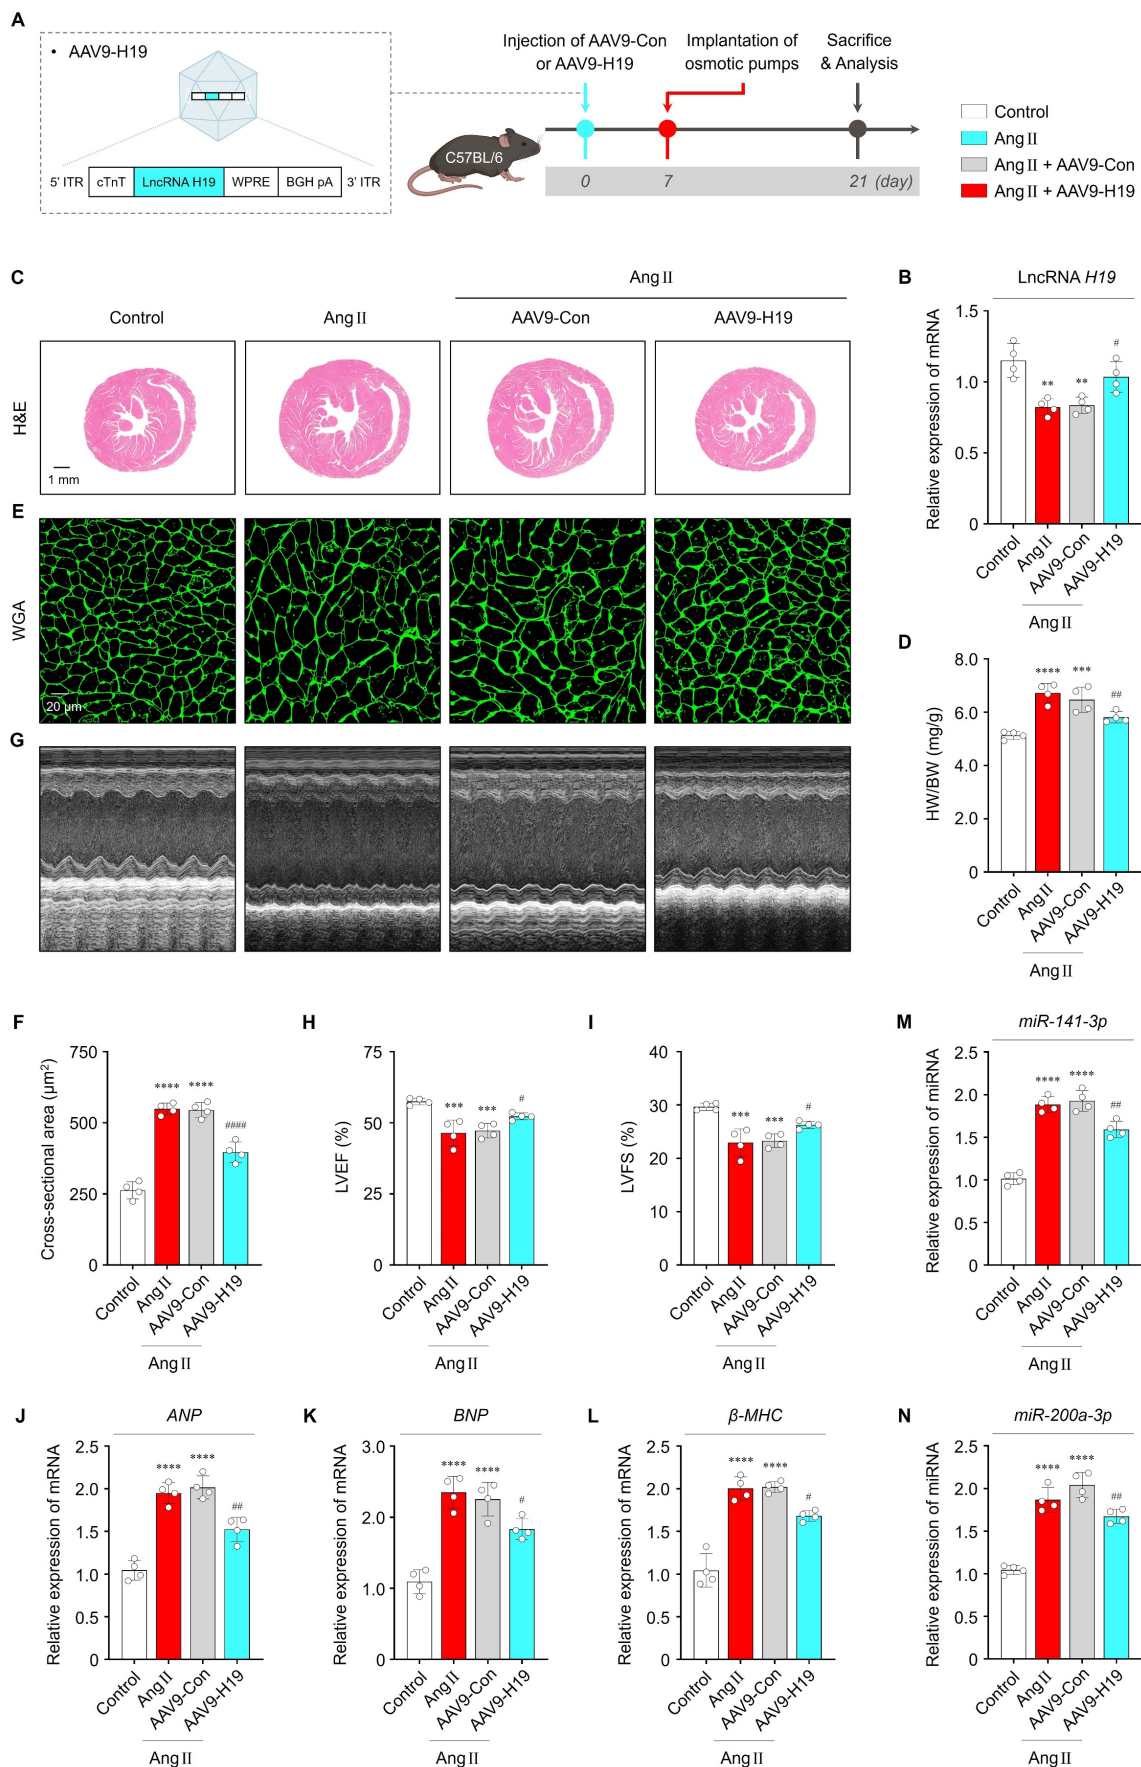 A
• AAV9-H19
5' ITR cTnT LncRNA H19 WPRE BGH pA 3' ITR
Injection of AAV9-Con
or AAV9-H19
Implantation of
osmotic pumps
Sacrifice
& Analysis
C57BL/6
0 7 21 (day)
Control
Ang II
Ang II + AAV9-Con
Ang II + AAV9-H19
C
Ang II
Control Ang II AAV9-Con AAV9-H19
H&E
1 mm
E
WGA
20 μm
G
B
LncRNA H19
Relative expression of mRNA
1.5
1.0
0.5
0
** ** #
Control Ang II AAV9-Con AAV9-H19
Ang II
D
HW/BW (mg/g)
8.0
6.0
4.0
2.0
0
**** *** ##
Control Ang II AAV9-Con AAV9-H19
Ang II
F
Cross-sectional area (μm²)
750
500
250
0
**** **** ####
Control Ang II AAV9-Con AAV9-H19
Ang II
H
LVEF (%)
75
50
25
0
*** *** #
Control Ang II AAV9-Con AAV9-H19
Ang II
I
LVFS (%)
40
30
20
10
0
*** *** #
Control Ang II AAV9-Con AAV9-H19
Ang II
M
miR-141-3p
Relative expression of miRNA
2.5
2.0
1.5
1.0
0.5
0
**** **** ##
Control Ang II AAV9-Con AAV9-H19
Ang II
J
ANP
Relative expression of mRNA
2.5
2.0
1.5
1.0
0.5
0
**** **** ##
Control Ang II AAV9-Con AAV9-H19
Ang II
K
BNP
Relative expression of mRNA
3.0
2.0
1.0
0
**** **** #
Control Ang II AAV9-Con AAV9-H19
Ang II
L
β-MHC
Relative expression of mRNA
2.5
2.0
1.5
1.0
0.5
0
**** **** #
Control Ang II AAV9-Con AAV9-H19
Ang II
N
miR-200a-3p
Relative expression of miRNA
2.5
2.0
1.5
1.0
0.5
0
**** **** ##
Control Ang II AAV9-Con AAV9-H19
Ang II